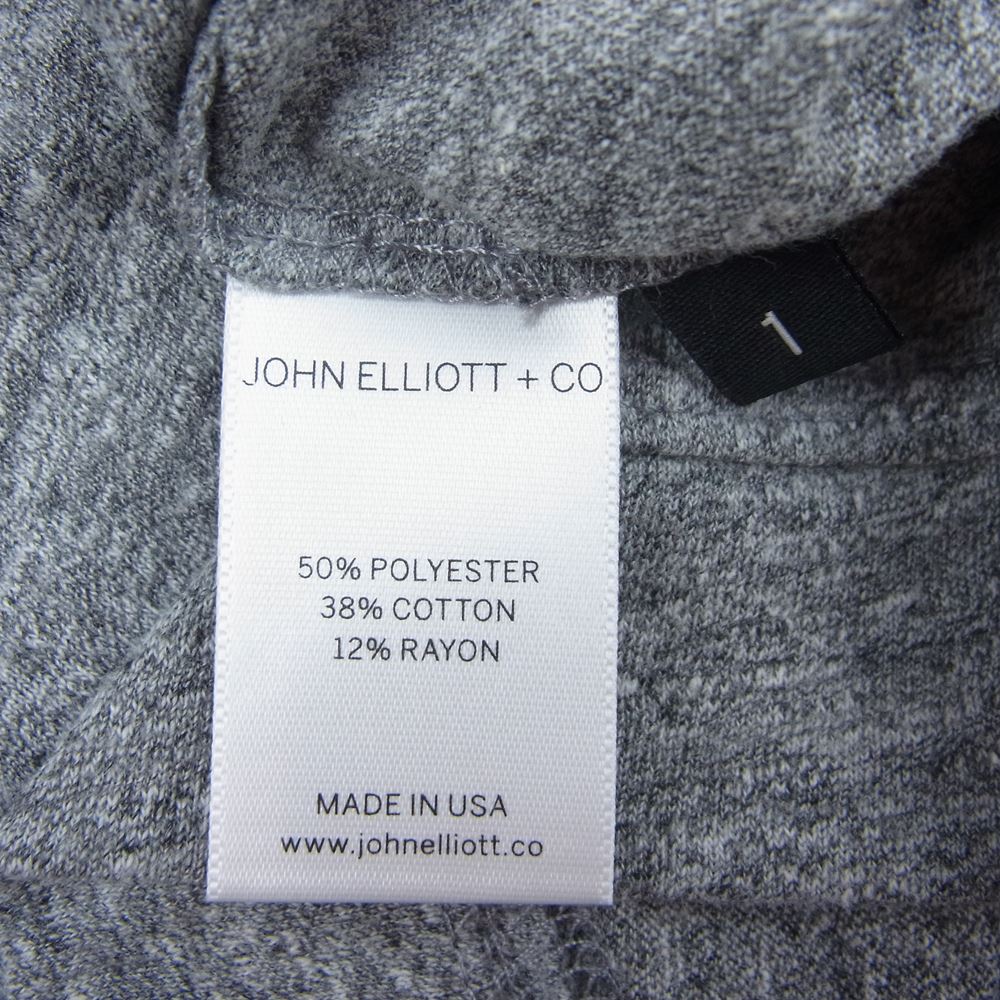 1
JOHN ELLIOTT + CO
50% POLYESTER
38% COTTON
12% RAYON
MADE IN USA
www.johnelliott.co